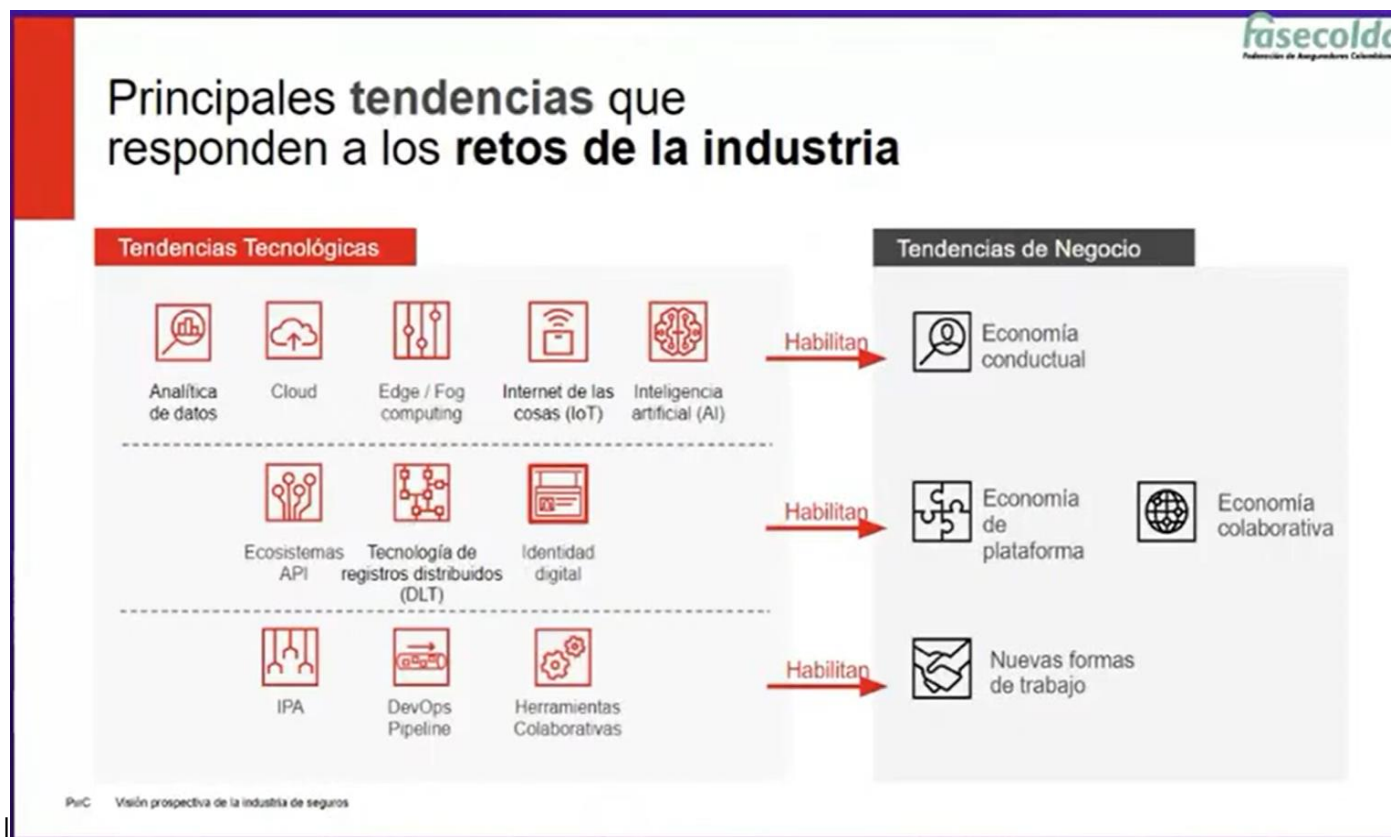 fasecolda
Federación de Aseguradores Colombianos
Principales tendencias que
responden a los retos de la industria
Tendencias Tecnológicas
Analítica
de datos
Cloud
Edge / Fog
computing
Internet de las
cosas (IoT)
Inteligencia
artificial (AI)
Habilitan
Ecosistemas
API
Tecnología de
registros distribuidos
(DLT)
Identidad
digital
Habilitan
IPA
DevOps
Pipeline
Herramientas
Colaborativas
Habilitan
Tendencias de Negocio
Economía
conductual
Economía
de
plataforma
Economía
colaborativa
Nuevas formas
de trabajo
PwC Visión prospectiva de la industria de seguros